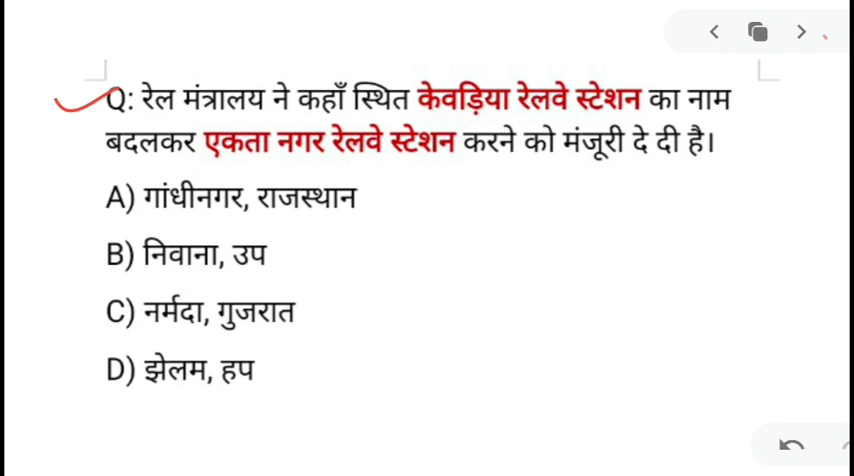 Q: रेल मंत्रालय ने कहाँ स्थित केवड़िया रेलवे स्टेशन का नाम
बदलकर एकता नगर रेलवे स्टेशन करने को मंजूरी दे दी है।
A) गांधीनगर, राजस्थान
B) निवाना, उप
C) नर्मदा, गुजरात
D) झेलम, हप